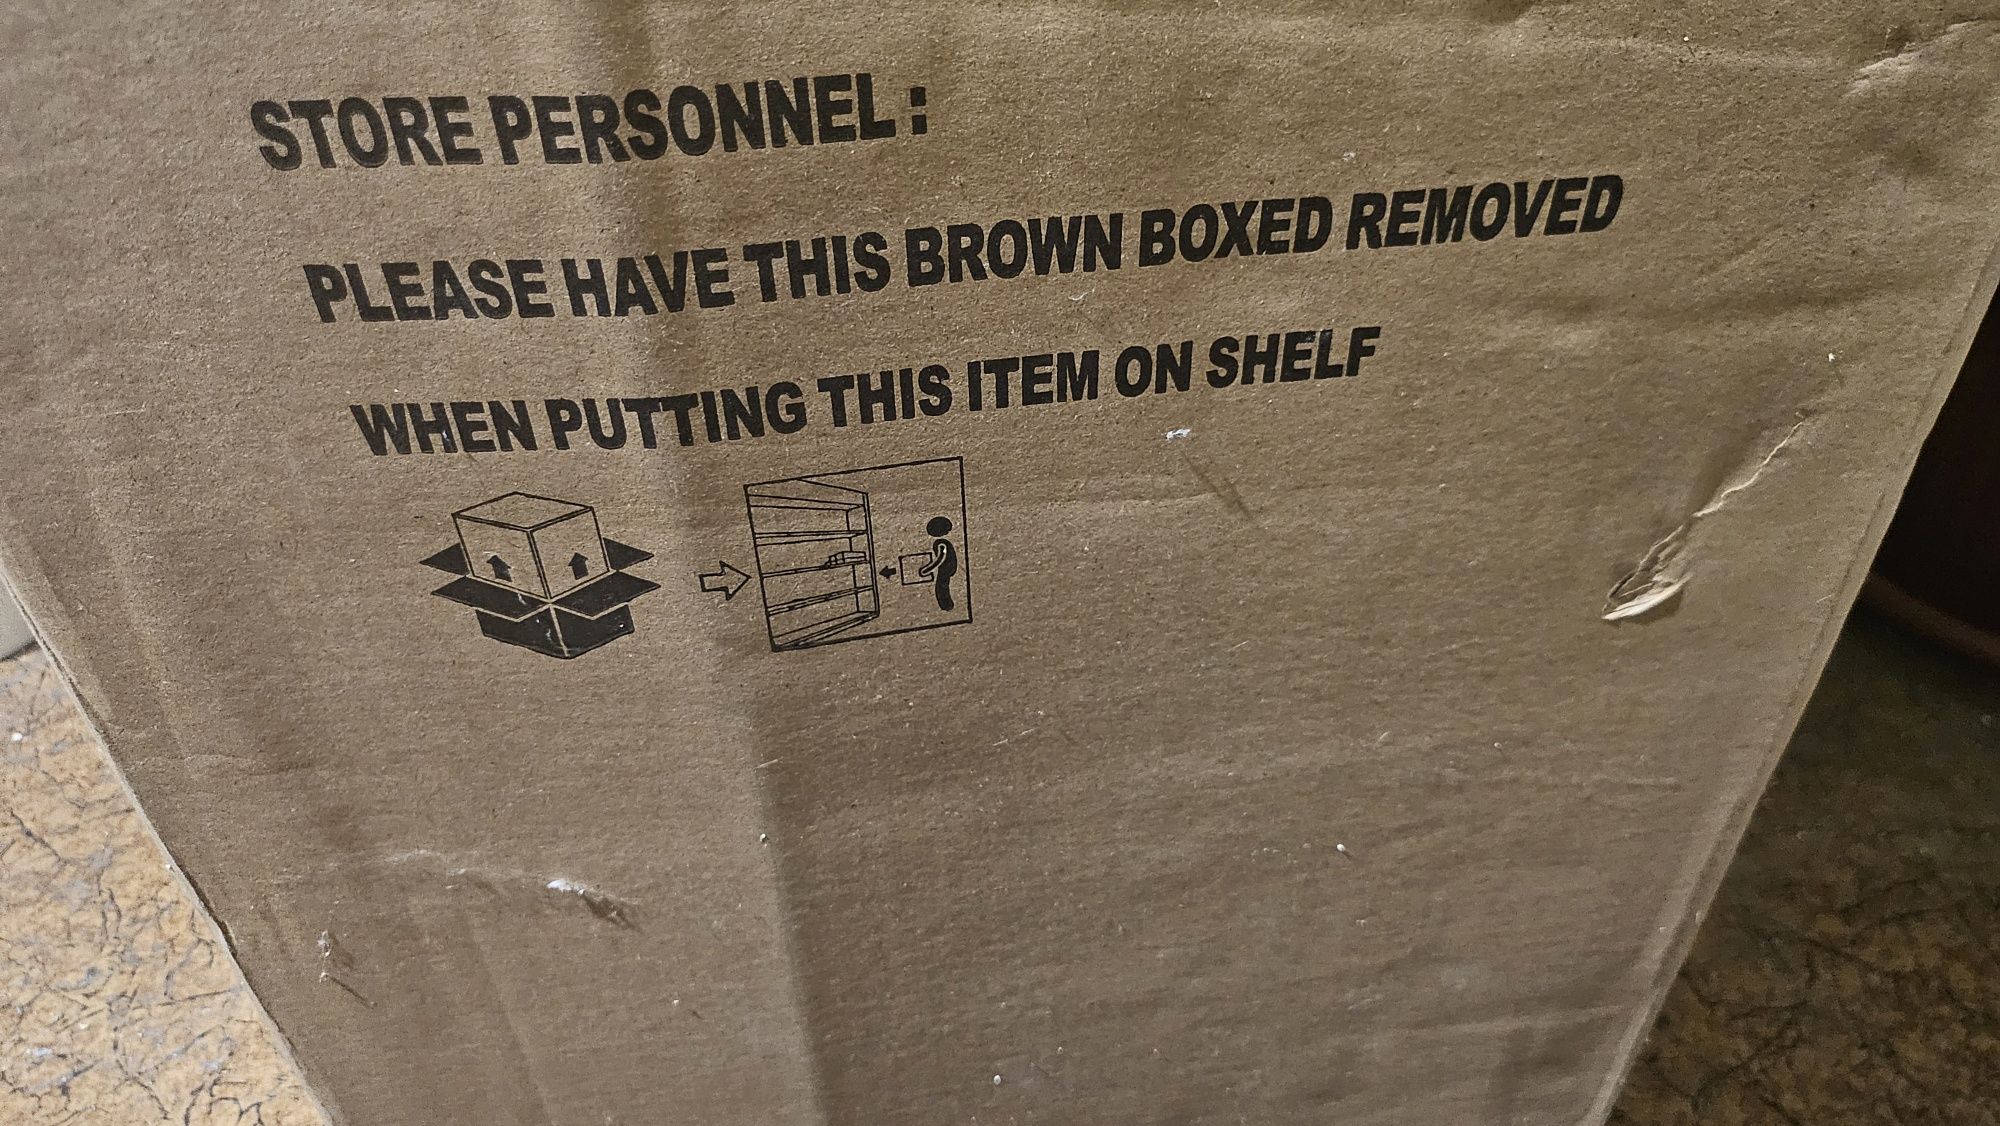 STORE PERSONNEL :
PLEASE HAVE THIS BROWN BOXED REMOVED
WHEN PUTTING THIS ITEM ON SHELF